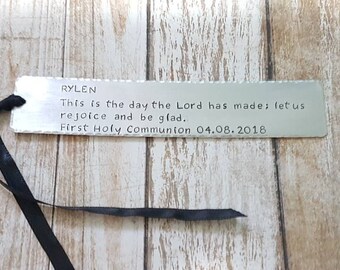 RYLEN
This is the day the Lord has made; let us
rejoice and be glad.
First Holy Communion 04.08.2018